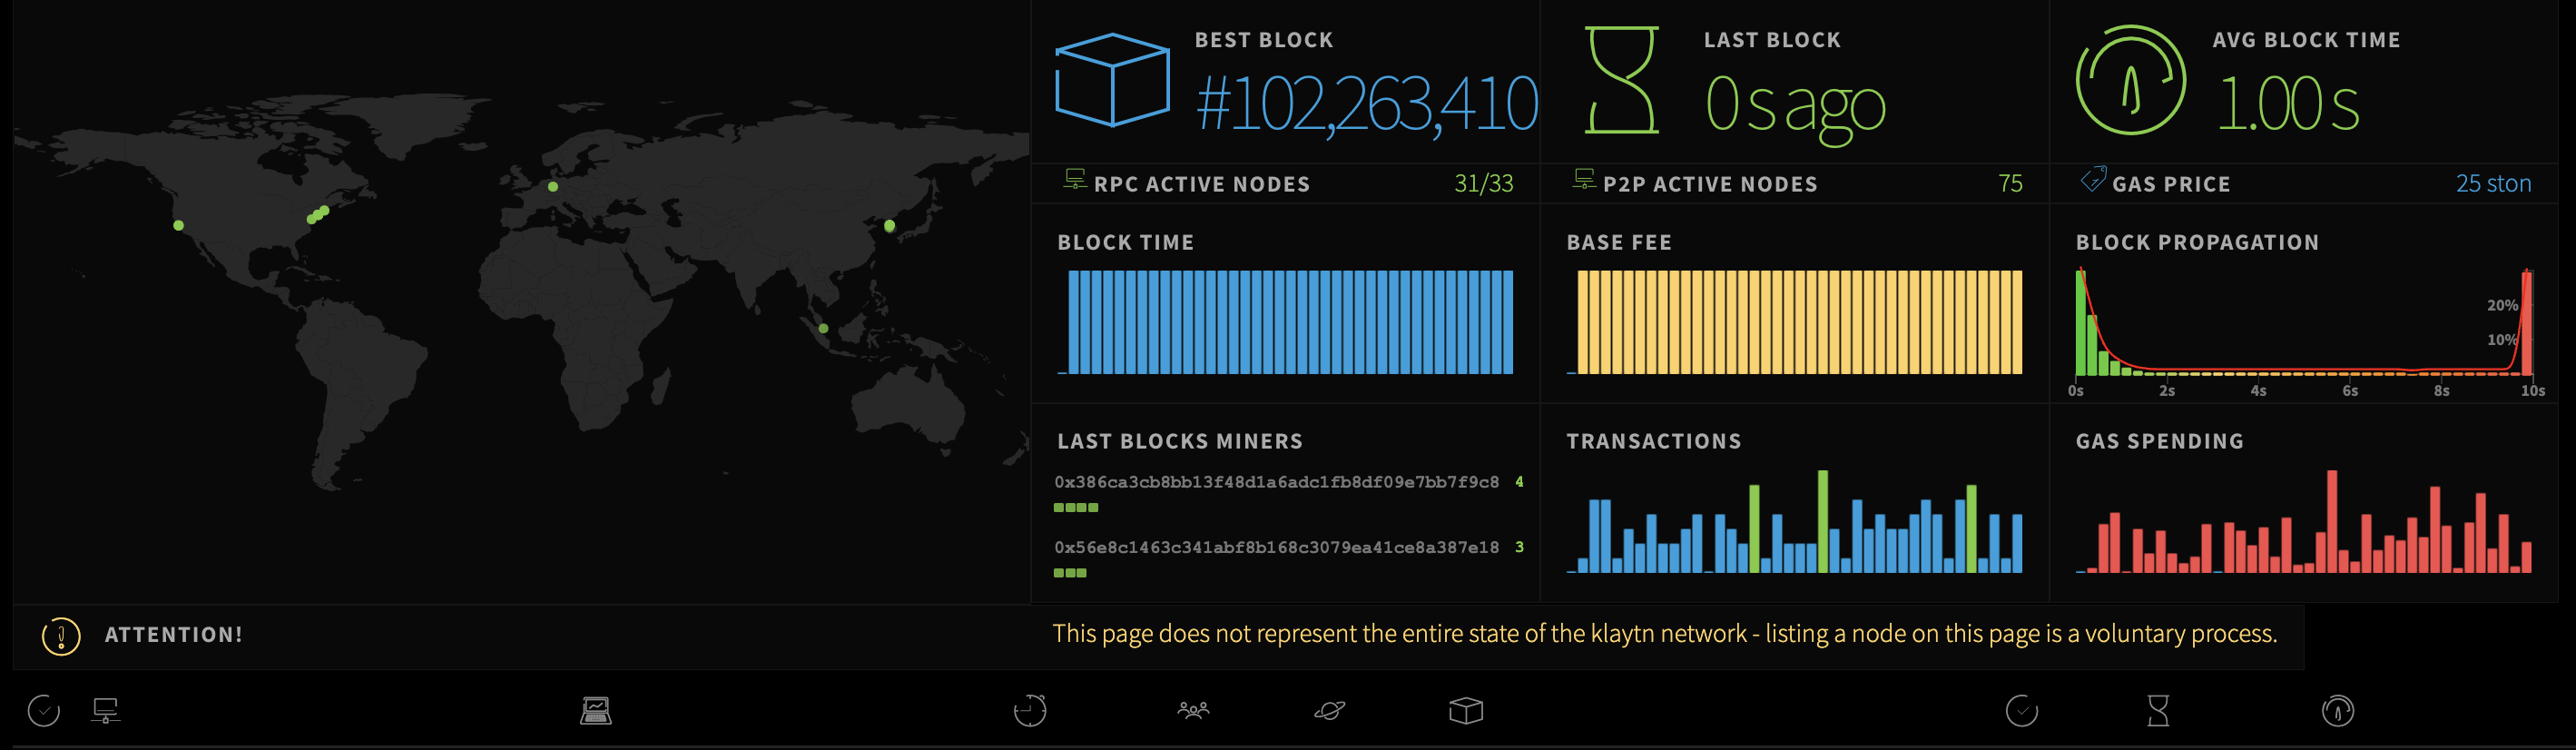 BEST BLOCK
#102,263,410
LAST BLOCK
0 s ago
AVG BLOCK TIME
1.00 s
RPC ACTIVE NODES 31/33
P2P ACTIVE NODES 75
GAS PRICE 25 ston
BLOCK TIME
BASE FEE
BLOCK PROPAGATION
20%
10%
0s 2s 4s 6s 8s 10s
LAST BLOCKS MINERS
0x386ca3cb8bb13f48d1a6adc1fb8df09e7bb7f9c8 4
0x56e8c1463c341abf8b168c3079ea41ce8a387e18 3
TRANSACTIONS
GAS SPENDING
ATTENTION!
This page does not represent the entire state of the klaytn network - listing a node on this page is a voluntary process.